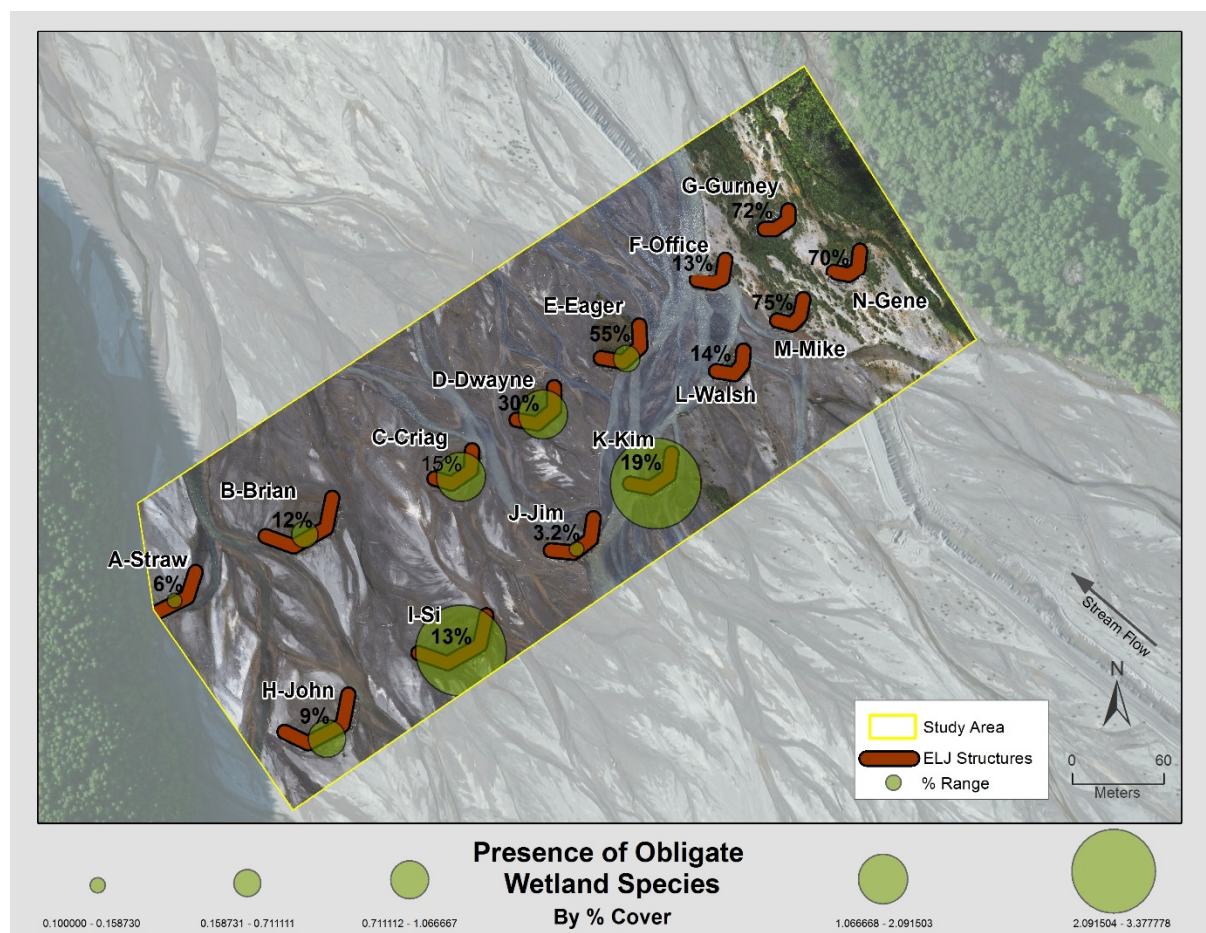 G-Gurney
72%
F-Office
13%
70%
N-Gene
E-Eager
55%
75%
M-Mike
14%
L-Walsh
D-Dwayne
30%
C-Criag
15%
K-Kim
19%
B-Brian
12%
J-Jim
3.2%
A-Straw
6%
I-Si
13%
H-John
9%
Stream Flow
N
0 60
Meters
Study Area
ELJ Structures
% Range
Presence of Obligate
Wetland Species
By % Cover
0.100000 - 0.158730
0.158731 - 0.711111
0.711112 - 1.066667
1.066668 - 2.091503
2.091504 - 3.377778